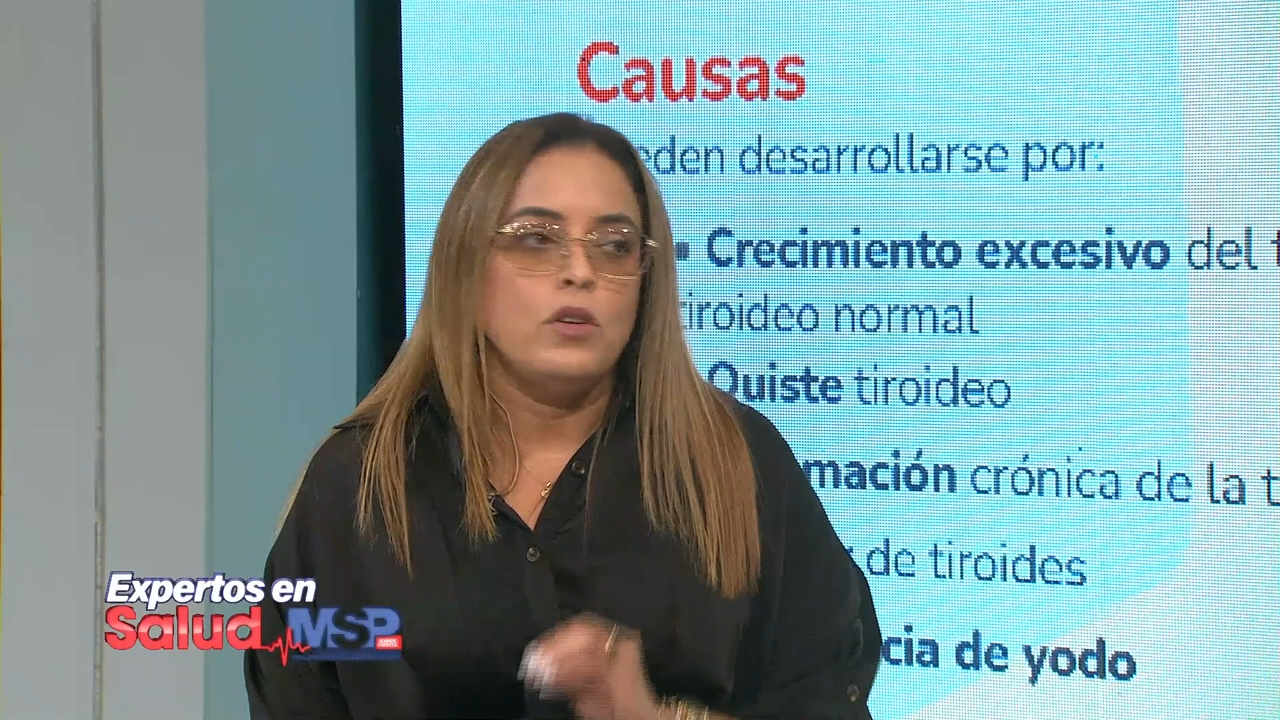 Causas
eden desarrollarse por:
• Crecimiento excesivo del
iroideo normal
Quiste tiroideo
mación crónica de la t
de tiroides
cia de yodo
Expertos en
Salud MSP